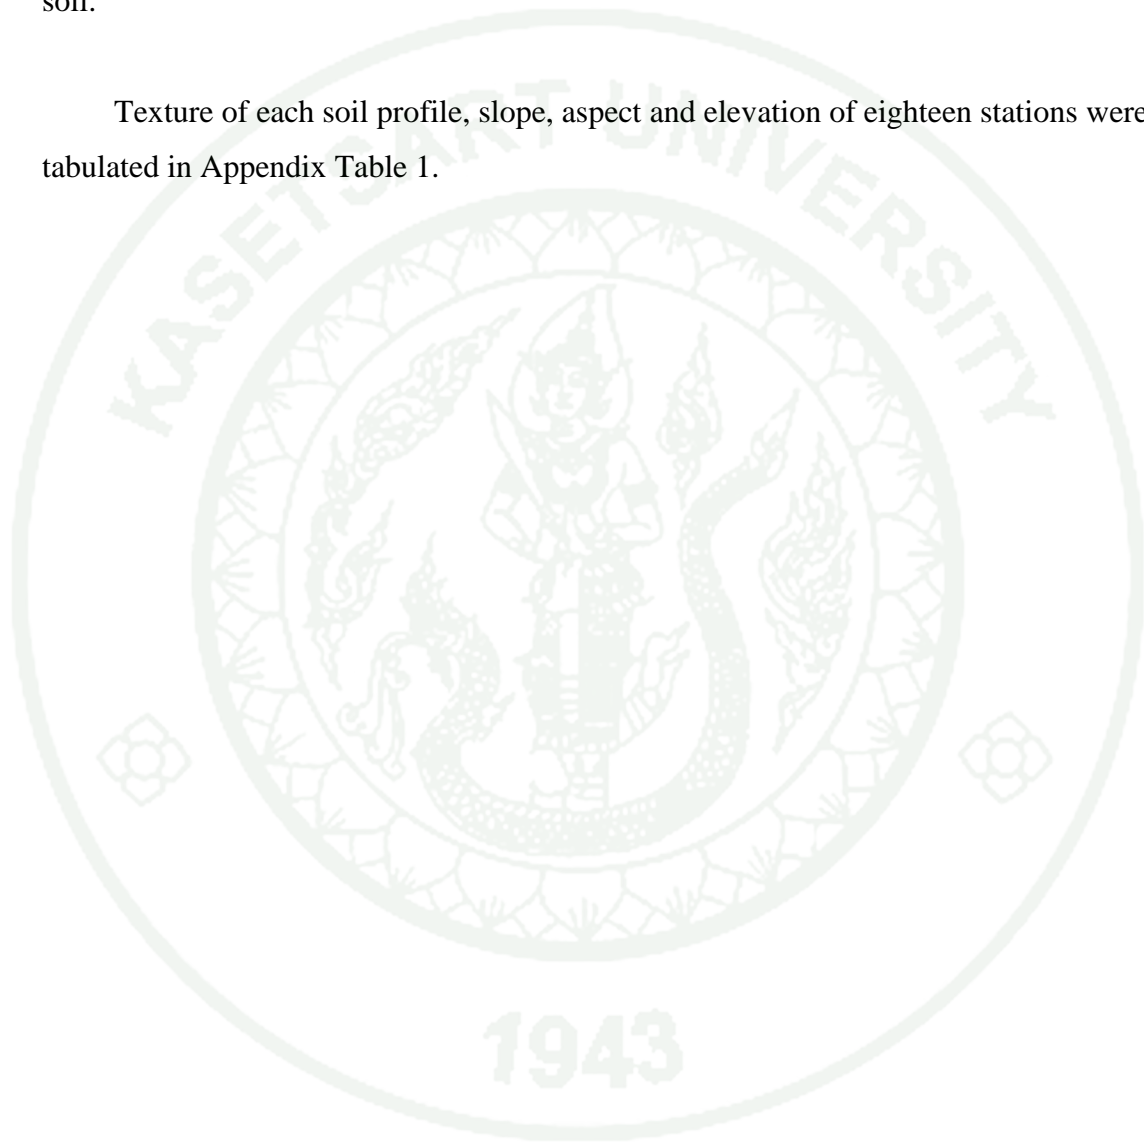 soil.
Texture of each soil profile, slope, aspect and elevation of eighteen stations were
tabulated in Appendix Table 1.
KASETSART UNIVERSITY
1943